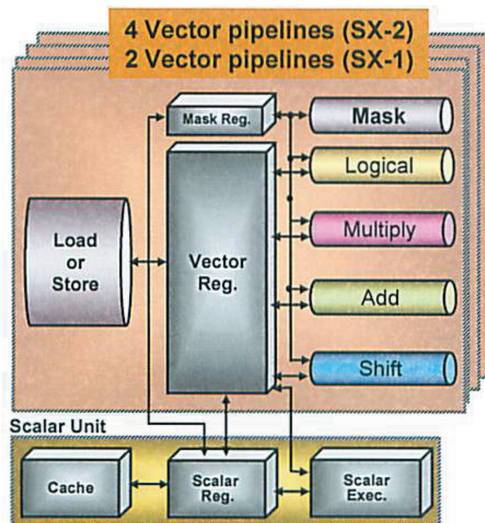 4 Vector pipelines (SX-2)
2 Vector pipelines (SX-1)
Mask Reg.
Mask
Logical
Multiply
Add
Shift
Load
or
Store
Vector
Reg.
Scalar Unit
Cache
Scalar
Reg.
Scalar
Exec.